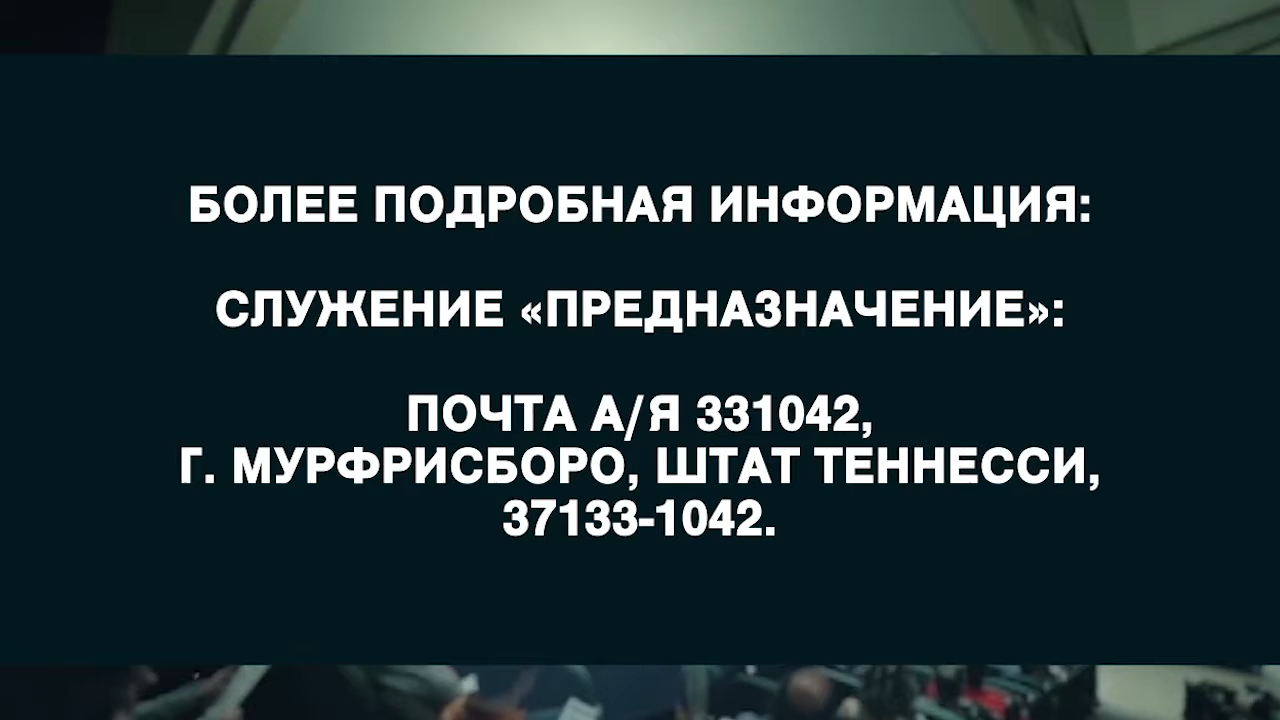 БОЛЕЕ ПОДРОБНАЯ ИНФОРМАЦИЯ:
СЛУЖЕНИЕ «ПРЕДНАЗНАЧЕНИЕ»:
ПОЧТА А/Я 331042,
Г. МУРФРИСБОРО, ШТАТ ТЕННЕССИ,
37133-1042.